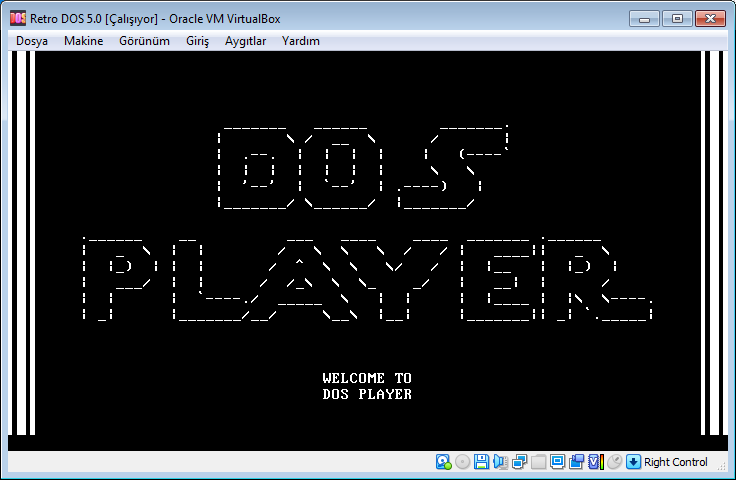 Retro DOS 5.0 [Çalışıyor] - Oracle VM VirtualBox
Dosya Makine Görünüm Giriş Aygıtlar Yardım
DOS
PLAYER
WELCOME TO
DOS PLAYER
Right Control